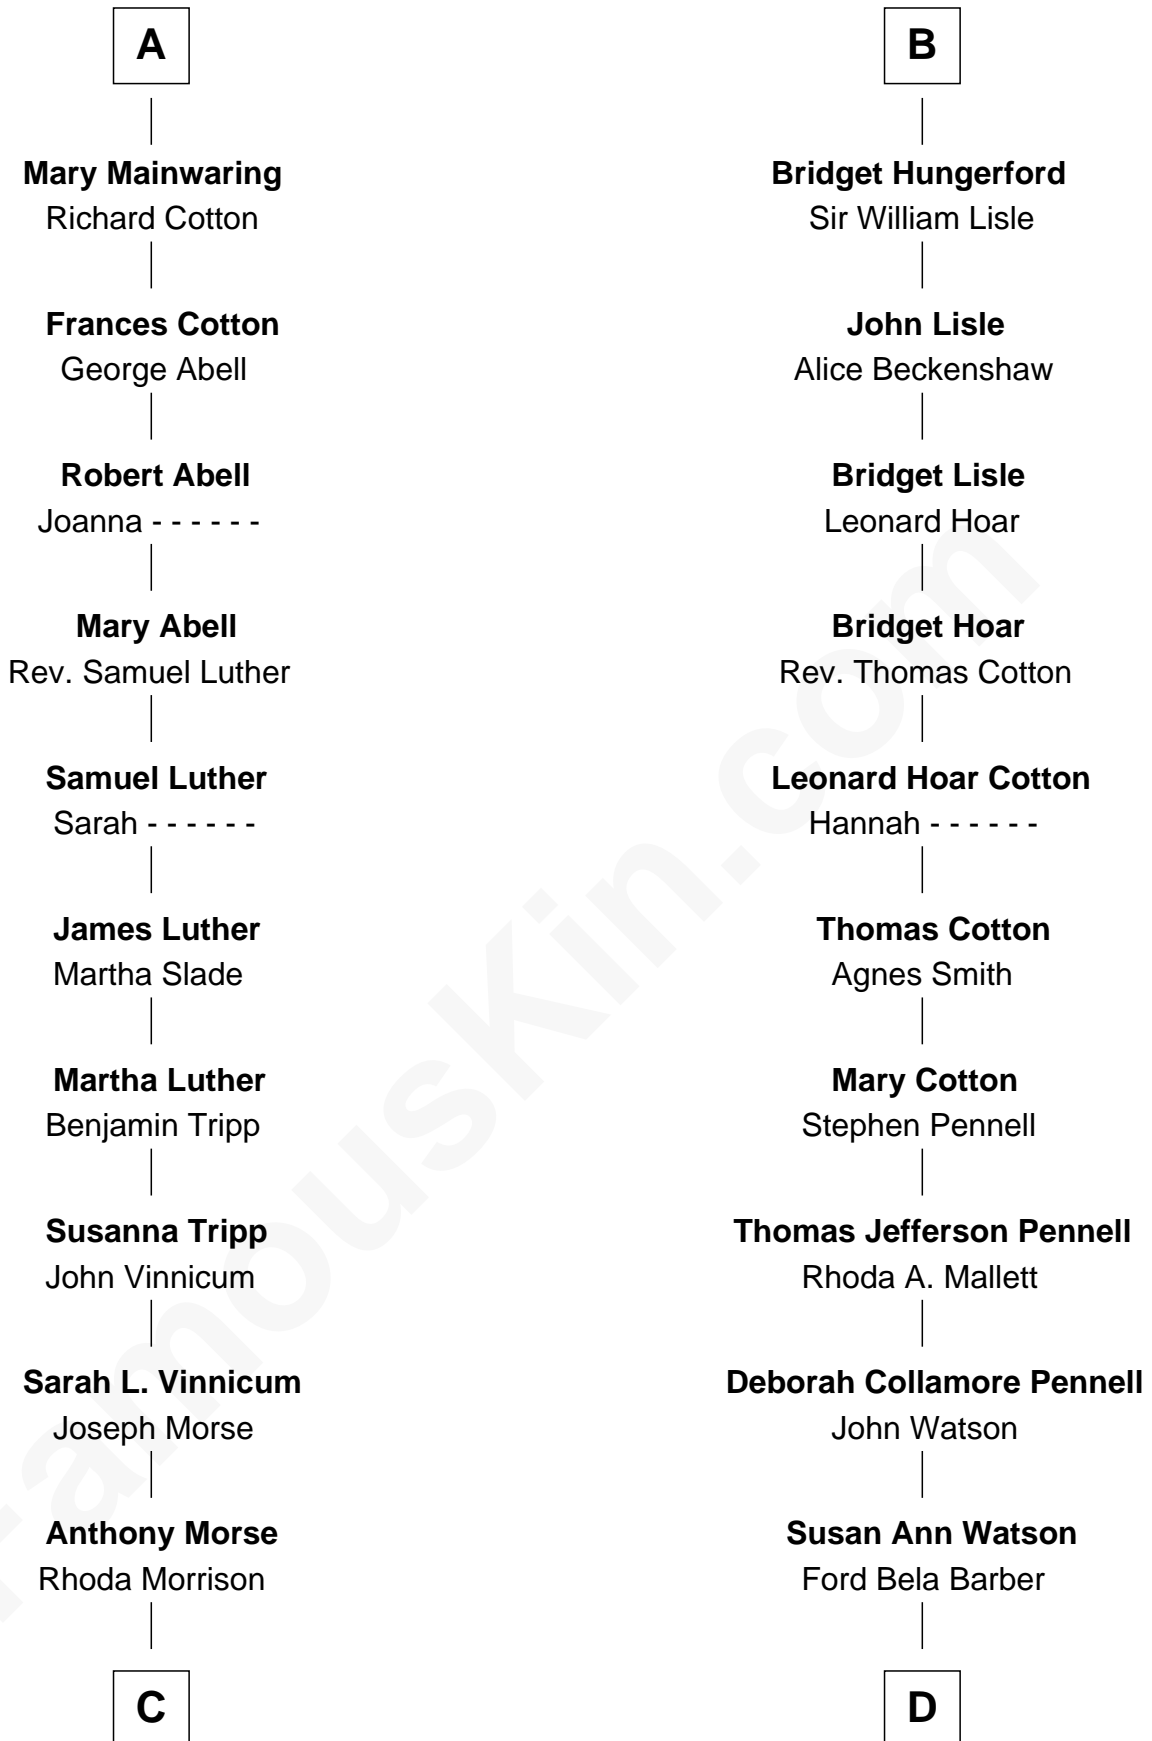 A
Mary Mainwaring
Richard Cotton
Frances Cotton
George Abell
Robert Abell
Joanna - - - - - -
Mary Abell
Rev. Samuel Luther
Samuel Luther
Sarah - - - - - -
James Luther
Martha Slade
Martha Luther
Benjamin Tripp
Susanna Tripp
John Vinnicum
Sarah L. Vinnicum
Joseph Morse
Anthony Morse
Rhoda Morrison
C
B
Bridget Hungerford
Sir William Lisle
John Lisle
Alice Beckenshaw
Bridget Lisle
Leonard Hoar
Bridget Hoar
Rev. Thomas Cotton
Leonard Hoar Cotton
Hannah - - - - - -
Thomas Cotton
Agnes Smith
Mary Cotton
Stephen Pennell
Thomas Jefferson Pennell
Rhoda A. Mallett
Deborah Collamore Pennell
John Watson
Susan Ann Watson
Ford Bela Barber
D
FamousKin.com